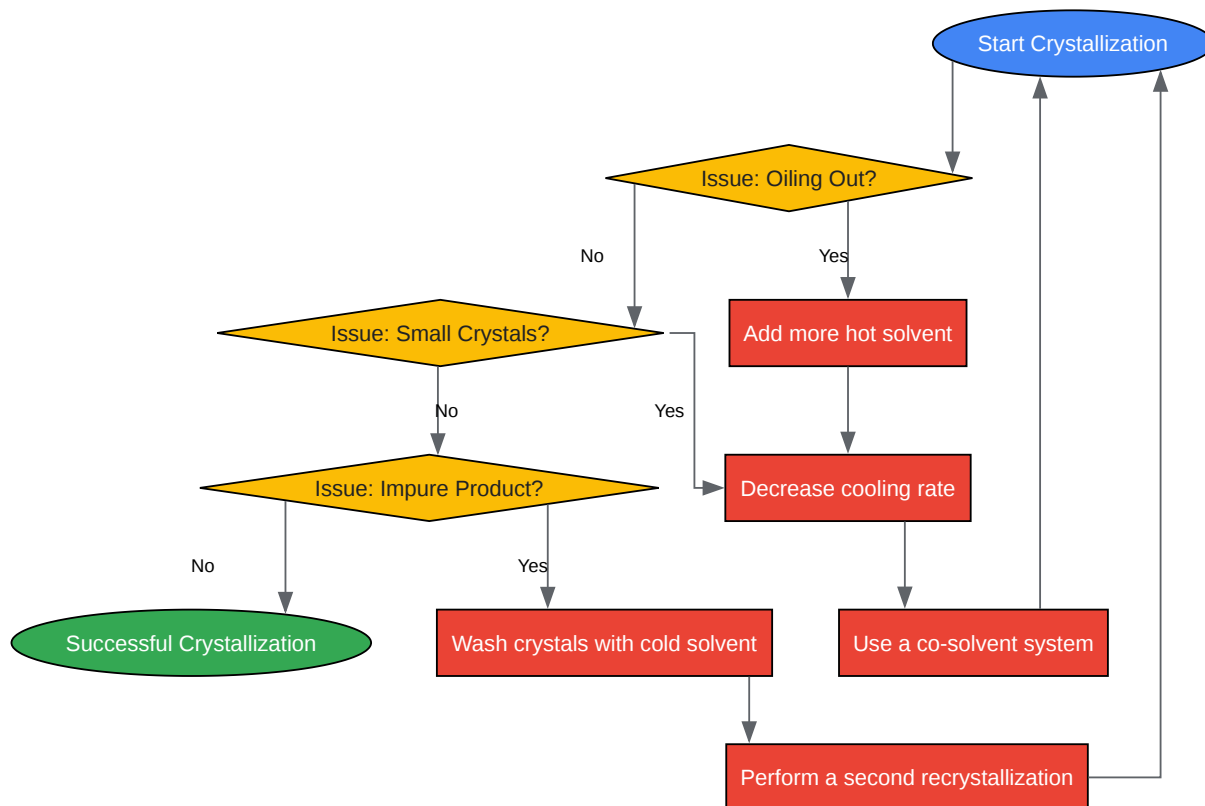 Start Crystallization
Issue: Oiling Out?
No
Yes
Issue: Small Crystals?
Add more hot solvent
No
Yes
Issue: Impure Product?
Decrease cooling rate
No
Yes
Successful Crystallization
Wash crystals with cold solvent
Use a co-solvent system
Perform a second recrystallization